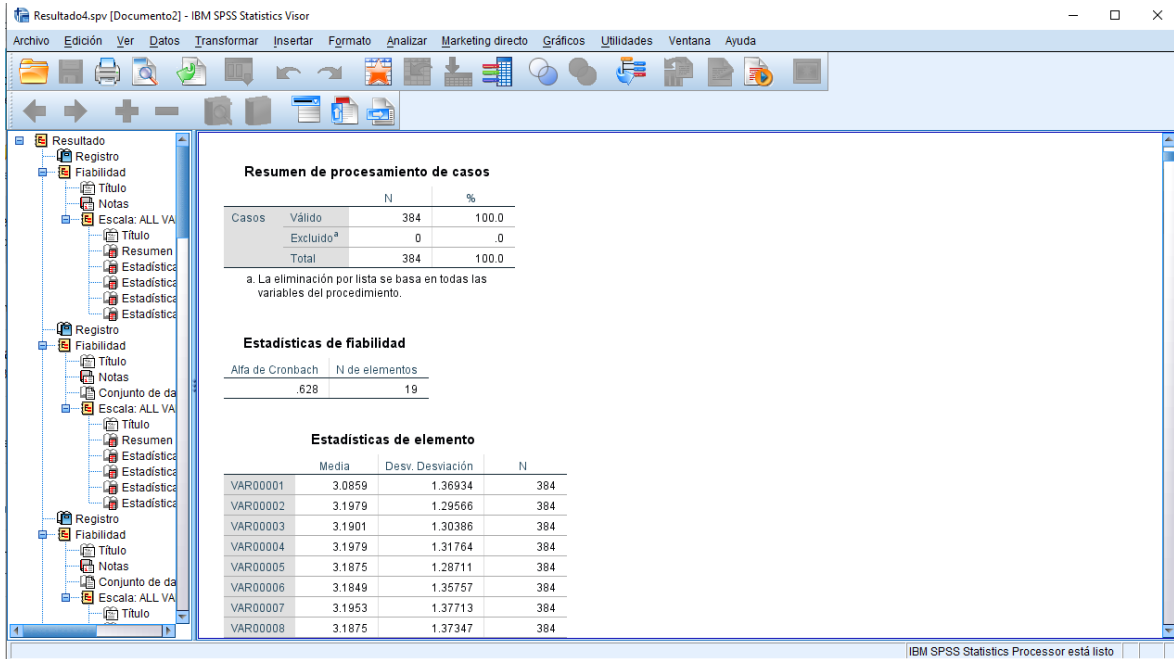 Resultado4.spv [Documento2] - IBM SPSS Statistics Visor
Archivo Edición Ver Datos Transformar Insertar Formato Analizar Marketing directo Gráficos Utilidades Ventana Ayuda
Resultado
Registro
Fiabilidad
Título
Notas
Escala: ALL VA
Título
Resumen
Estadística
Estadística
Estadística
Estadística
Registro
Fiabilidad
Título
Notas
Conjunto de da
Escala: ALL VA
Título
Resumen
Estadística
Estadística
Estadística
Estadística
Registro
Fiabilidad
Título
Notas
Conjunto de da
Escala: ALL VA
Título
Resumen de procesamiento de casos
N %
Casos Válido 384 100.0
Excluidoª 0 .0
Total 384 100.0
a. La eliminación por lista se basa en todas las
variables del procedimiento.
Estadísticas de fiabilidad
Alfa de Cronbach N de elementos
.628 19
Estadísticas de elemento
Media Desv. Desviación N
VAR00001 3.0859 1.36934 384
VAR00002 3.1979 1.29566 384
VAR00003 3.1901 1.30386 384
VAR00004 3.1979 1.31764 384
VAR00005 3.1875 1.28711 384
VAR00006 3.1849 1.35757 384
VAR00007 3.1953 1.37713 384
VAR00008 3.1875 1.37347 384
IBM SPSS Statistics Processor está listo